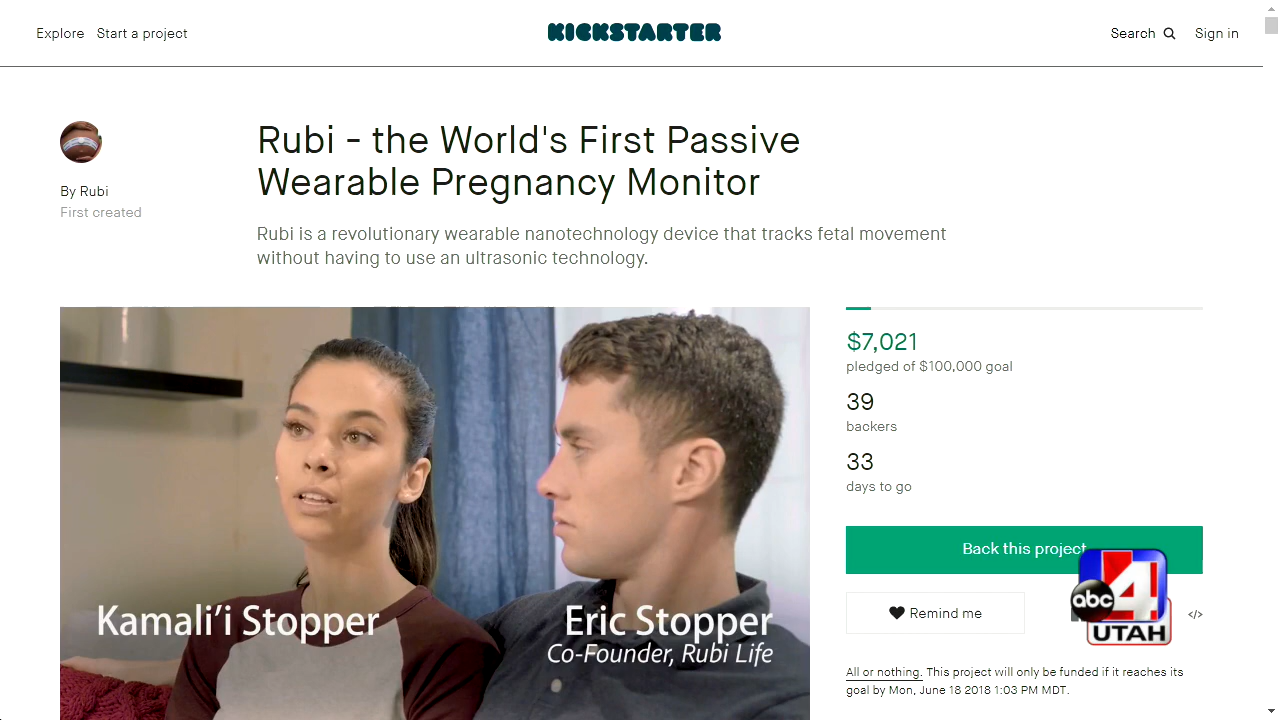 Explore Start a project
KICKSTARTER
Search
Sign in
By Rubi
First created
Rubi - the World's First Passive
Wearable Pregnancy Monitor
Rubi is a revolutionary wearable nanotechnology device that tracks fetal movement
without having to use an ultrasonic technology.
Kamali'i Stopper
Eric Stopper
Co-Founder, Rubi Life
$7,021
pledged of $100,000 goal
39
backers
33
days to go
Back this project
Remind me
</>
abc 4
UTAH
All or nothing. This project will only be funded if it reaches its
goal by Mon, June 18 2018 1:03 PM MDT.